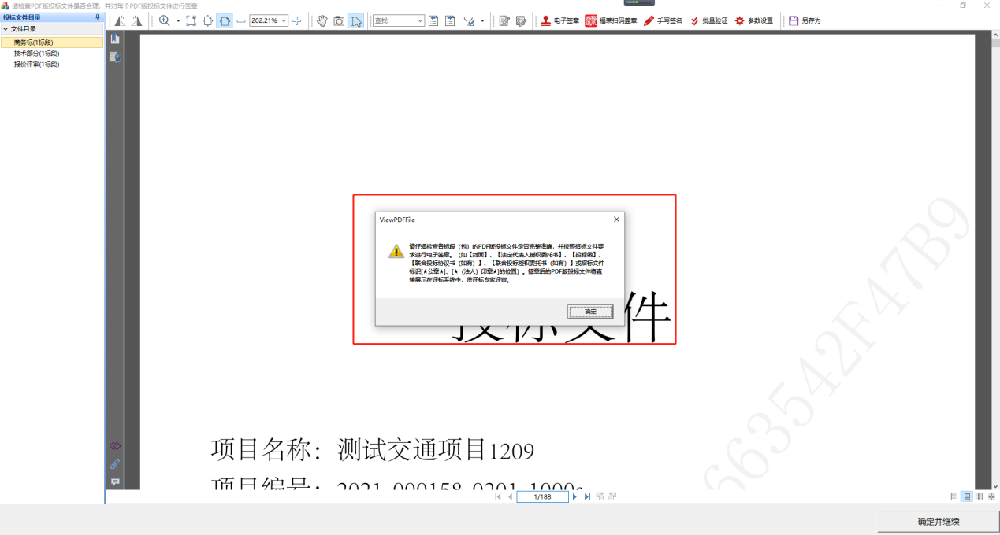 请检查PDF版投标文件是否合理，并对每个PDF版投标文件进行签章
投标文件目录
文件目录
商务标(1标段)
技术部分(1标段)
报价评审(1标段)
202.21%
查找
电子签章
福莱扫码盖章
手写签名
批量验证
参数设置
另存为
ViewPDFFile
请仔细检查各标段（包）的PDF版投标文件是否完整准确，并按照招标文件要
求进行电子签章。（如【封面】、【法定代表人授权委托书】、【投标函】、
【联合投标协议书（如有）】、【联合投标授权委托书（如有）】或招标文件
标识[★公章★]、[★（法人）印章★]的位置）。签章后的PDF版投标文件将直
接展示在评标系统中，供评标专家评审。
确定
投标文件
项目名称：测试交通项目1209
项目编号：2021-000158-0201-1000s
663542F47B9
1/188
确定并继续